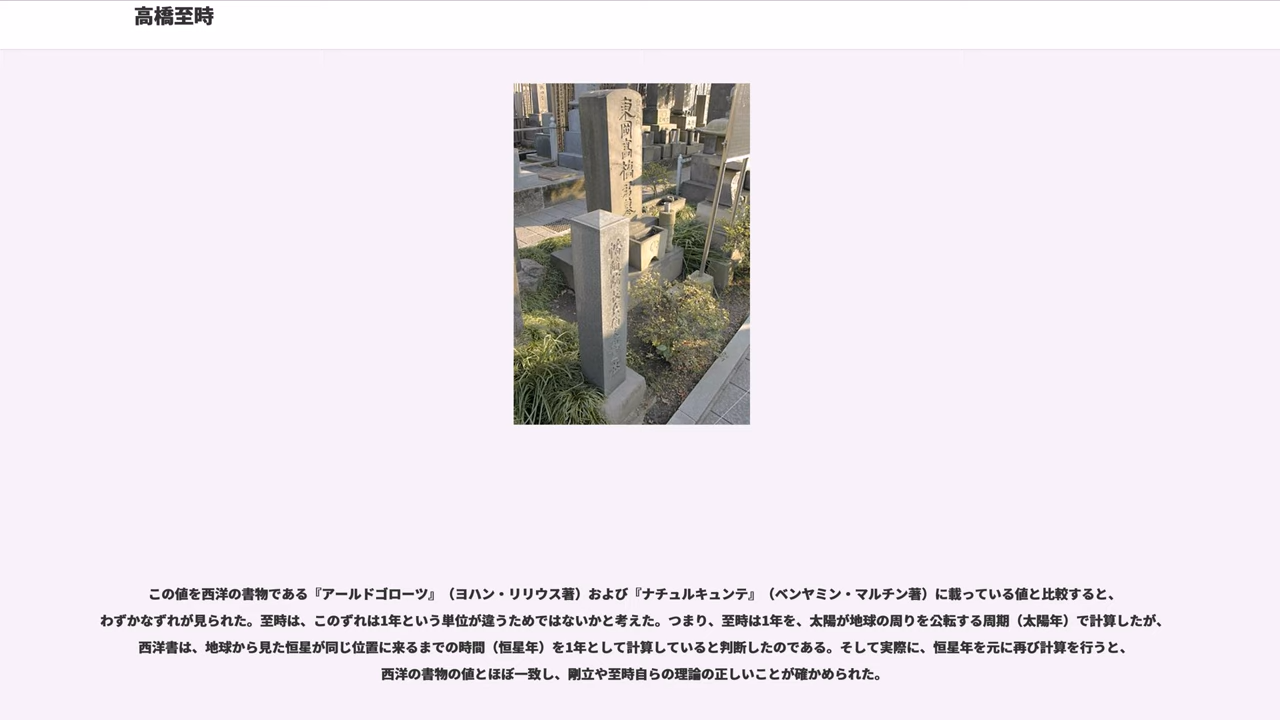 高橋至時
東岡高橋君墓
この値を西洋の書物である『アールドゴローツ』（ヨハン・リリウス著）および『ナチュルキュンテ』（ベンヤミン・マルチン著）に載っている値と比較すると、
わずかなずれが見られた。至時は、このずれは1年という単位が違うためではないかと考えた。つまり、至時は1年を、太陽が地球の周りを公転する周期（太陽年）で計算したが、
西洋書は、地球から見た恒星が同じ位置に来るまでの時間（恒星年）を1年として計算していると判断したのである。そして実際に、恒星年を元に再び計算を行うと、
西洋の書物の値とほぼ一致し、剛立や至時自らの理論の正しいことが確かめられた。